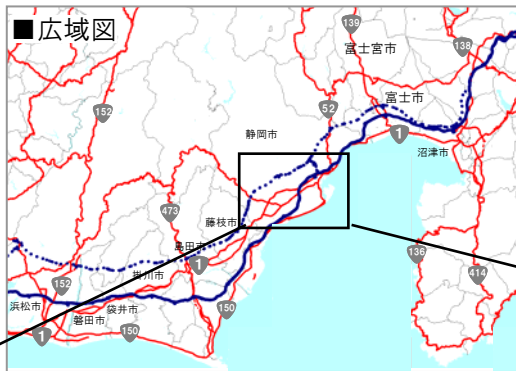 ■広域図
139
富士宮市
138
152
52
富士市
1
静岡市
沼津市
473
藤枝市
島田市
1
136
414
掛川市
152
浜松市
袋井市
磐田市
150
150
1